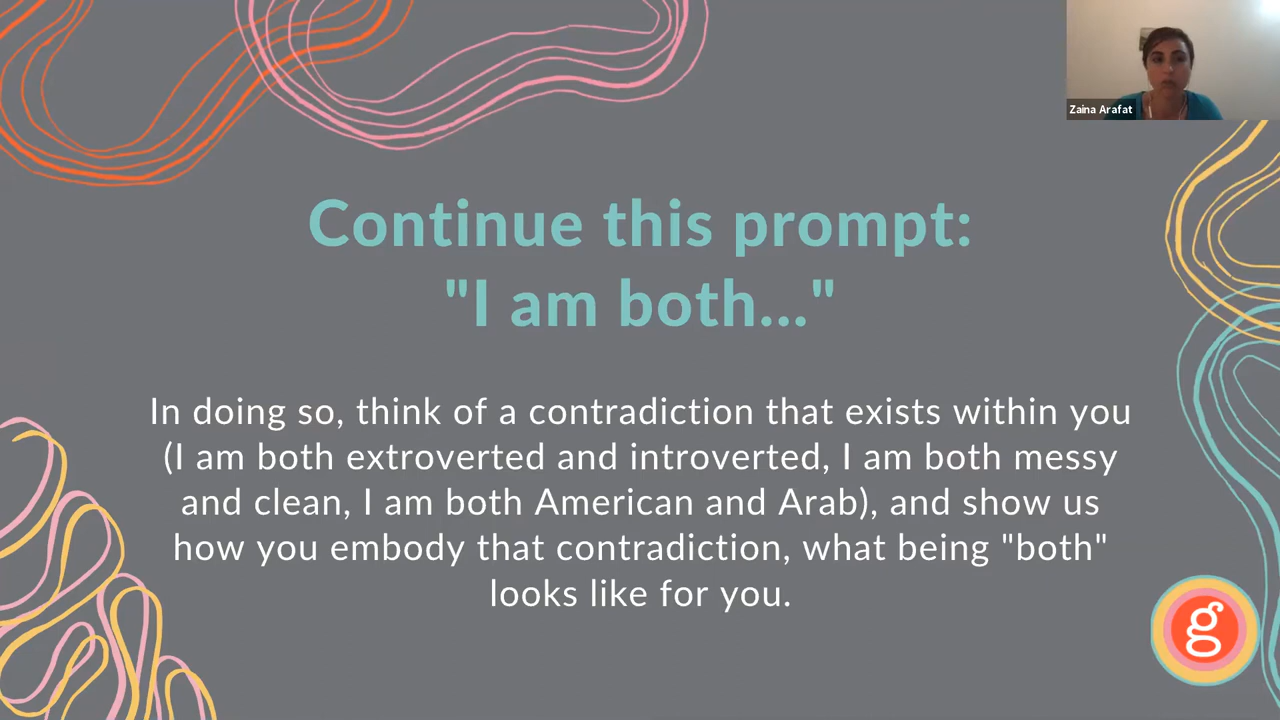 Zaina Arafat
Continue this prompt:
"I am both..."
In doing so, think of a contradiction that exists within you
(I am both extroverted and introverted, I am both messy
and clean, I am both American and Arab), and show us
how you embody that contradiction, what being "both"
looks like for you.
g